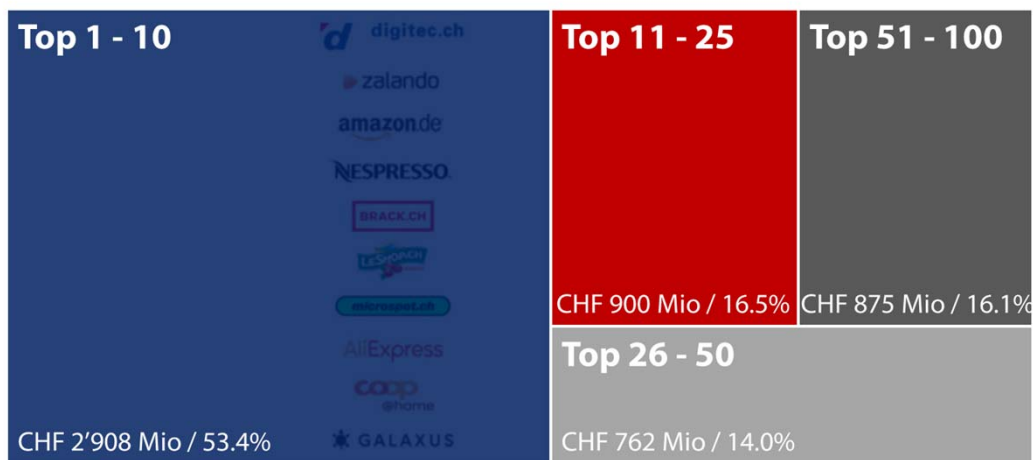 Top 1 - 10
digitec.ch
zalando
amazon.de
NESPRESSO.
BRACK.CH
LESHOP.CH
microspot.ch
AliExpress
coop
@home
GALAXUS
CHF 2’908 Mio / 53.4%
Top 11 - 25
CHF 900 Mio / 16.5%
Top 51 - 100
CHF 875 Mio / 16.1%
Top 26 - 50
CHF 762 Mio / 14.0%